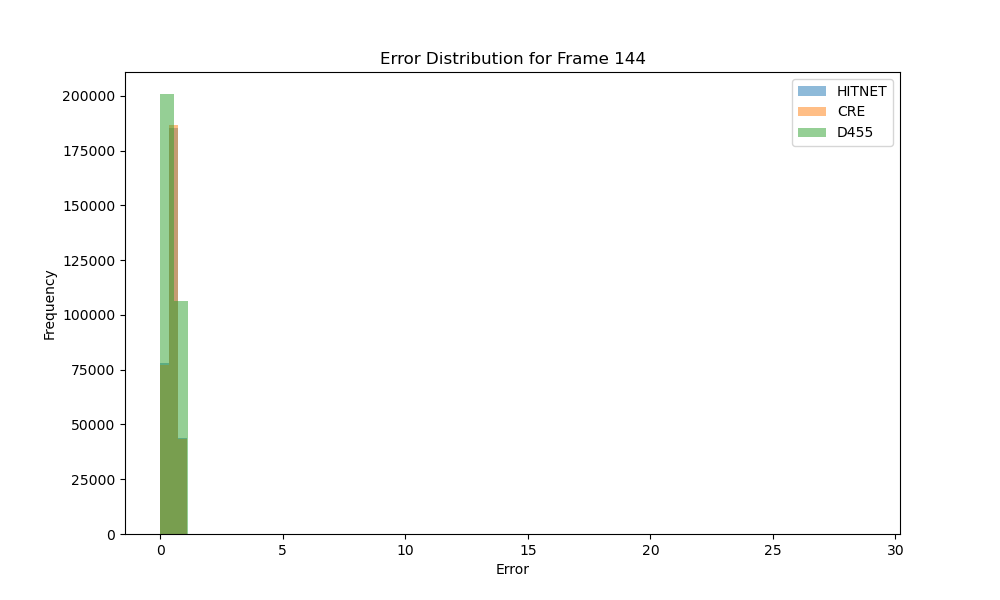 Error Distribution for Frame 144
HITNET
CRE
D455
200000
175000
150000
125000
100000
75000
50000
25000
0
Frequency
0 5 10 15 20 25 30
Error